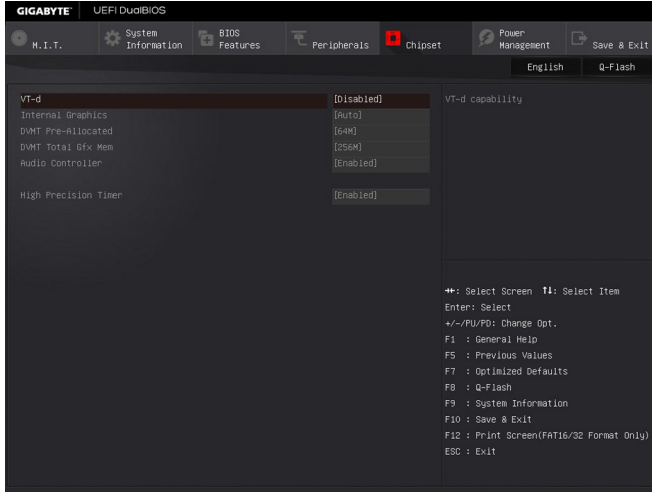 GIGABYTE™ UEFI DualBIOS
M.I.T. System Information BIOS Features Peripherals Chipset Power Management Save & Exit
English Q-Flash
VT-d [Disabled] VT-d capability
Internal Graphics [Auto]
DVMT Pre-Allocated [64M]
DVMT Total Gfx Mem [256M]
Audio Controller [Enabled]
High Precision Timer [Enabled]
→←: Select Screen ↑↓: Select Item
Enter: Select
+/-/PU/PD: Change Opt.
F1 : General Help
F5 : Previous Values
F7 : Optimized Defaults
F8 : Q-Flash
F9 : System Information
F10 : Save & Exit
F12 : Print Screen(FAT16/32 Format Only)
ESC : Exit